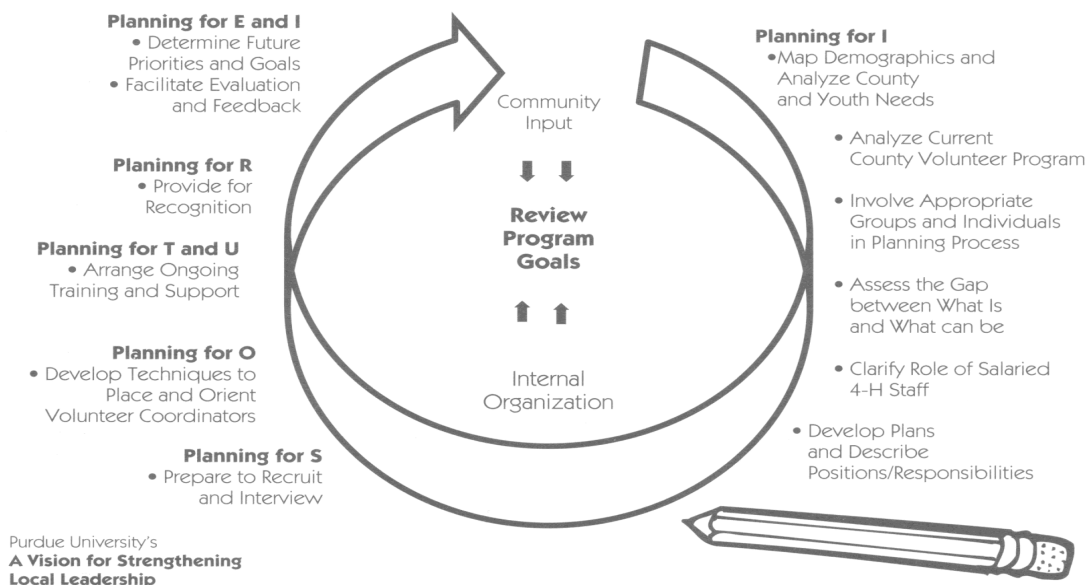 Planning for E and I
• Determine Future
Priorities and Goals
• Facilitate Evaluation
and Feedback
Planinng for R
• Provide for
Recognition
Planning for T and U
• Arrange Ongoing
Training and Support
Planning for O
• Develop Techniques to
Place and Orient
Volunteer Coordinators
Planning for S
• Prepare to Recruit
and Interview
Community
Input
Review
Program
Goals
Internal
Organization
Planning for I
•Map Demographics and
Analyze County
and Youth Needs
• Analyze Current
County Volunteer Program
• Involve Appropriate
Groups and Individuals
in Planning Process
• Assess the Gap
between What Is
and What can be
• Clarify Role of Salaried
4-H Staff
• Develop Plans
and Describe
Positions/Responsibilities
Purdue University's
A Vision for Strengthening
Local Leadership